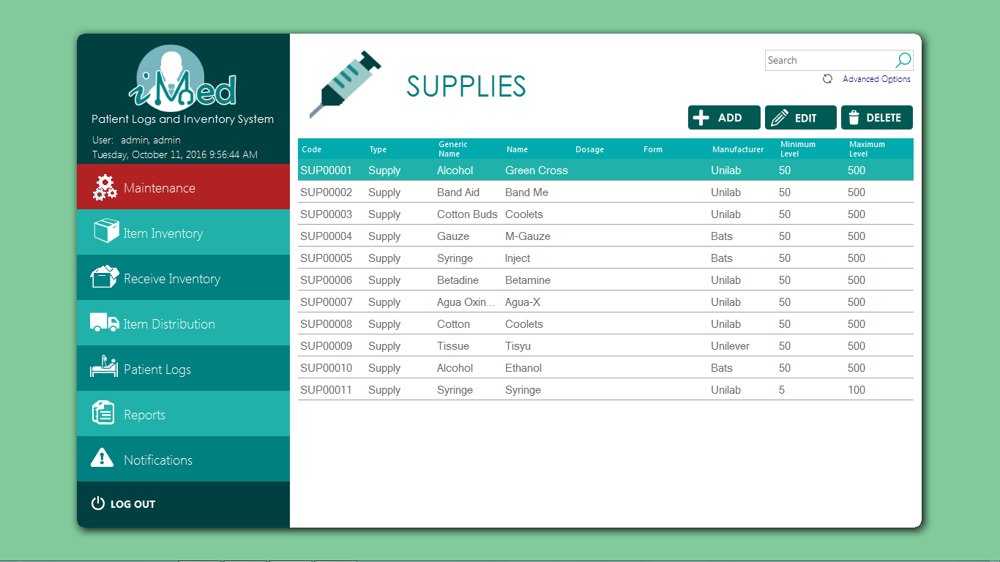 iMed
Patient Logs and Inventory System
User: admin, admin
Tuesday, October 11, 2016 9:56:44 AM
Maintenance
Item Inventory
Receive Inventory
Item Distribution
Patient Logs
Reports
Notifications
LOG OUT
SUPPLIES
Search
Advanced Options
ADD EDIT DELETE
Code Type Generic Name Name Dosage Form Manufacturer Minimum Level Maximum Level
SUP00001 Supply Alcohol Green Cross Unilab 50 500
SUP00002 Supply Band Aid Band Me Unilab 50 500
SUP00003 Supply Cotton Buds Coolets Unilab 50 500
SUP00004 Supply Gauze M-Gauze Bats 50 500
SUP00005 Supply Syringe Inject Bats 50 500
SUP00006 Supply Betadine Betamine Unilab 50 500
SUP00007 Supply Agua Oxin... Agua-X Unilab 50 500
SUP00008 Supply Cotton Coolets Unilab 50 500
SUP00009 Supply Tissue Tisyu Unilever 50 500
SUP00010 Supply Alcohol Ethanol Bats 50 500
SUP00011 Supply Syringe Syringe Unilab 5 100